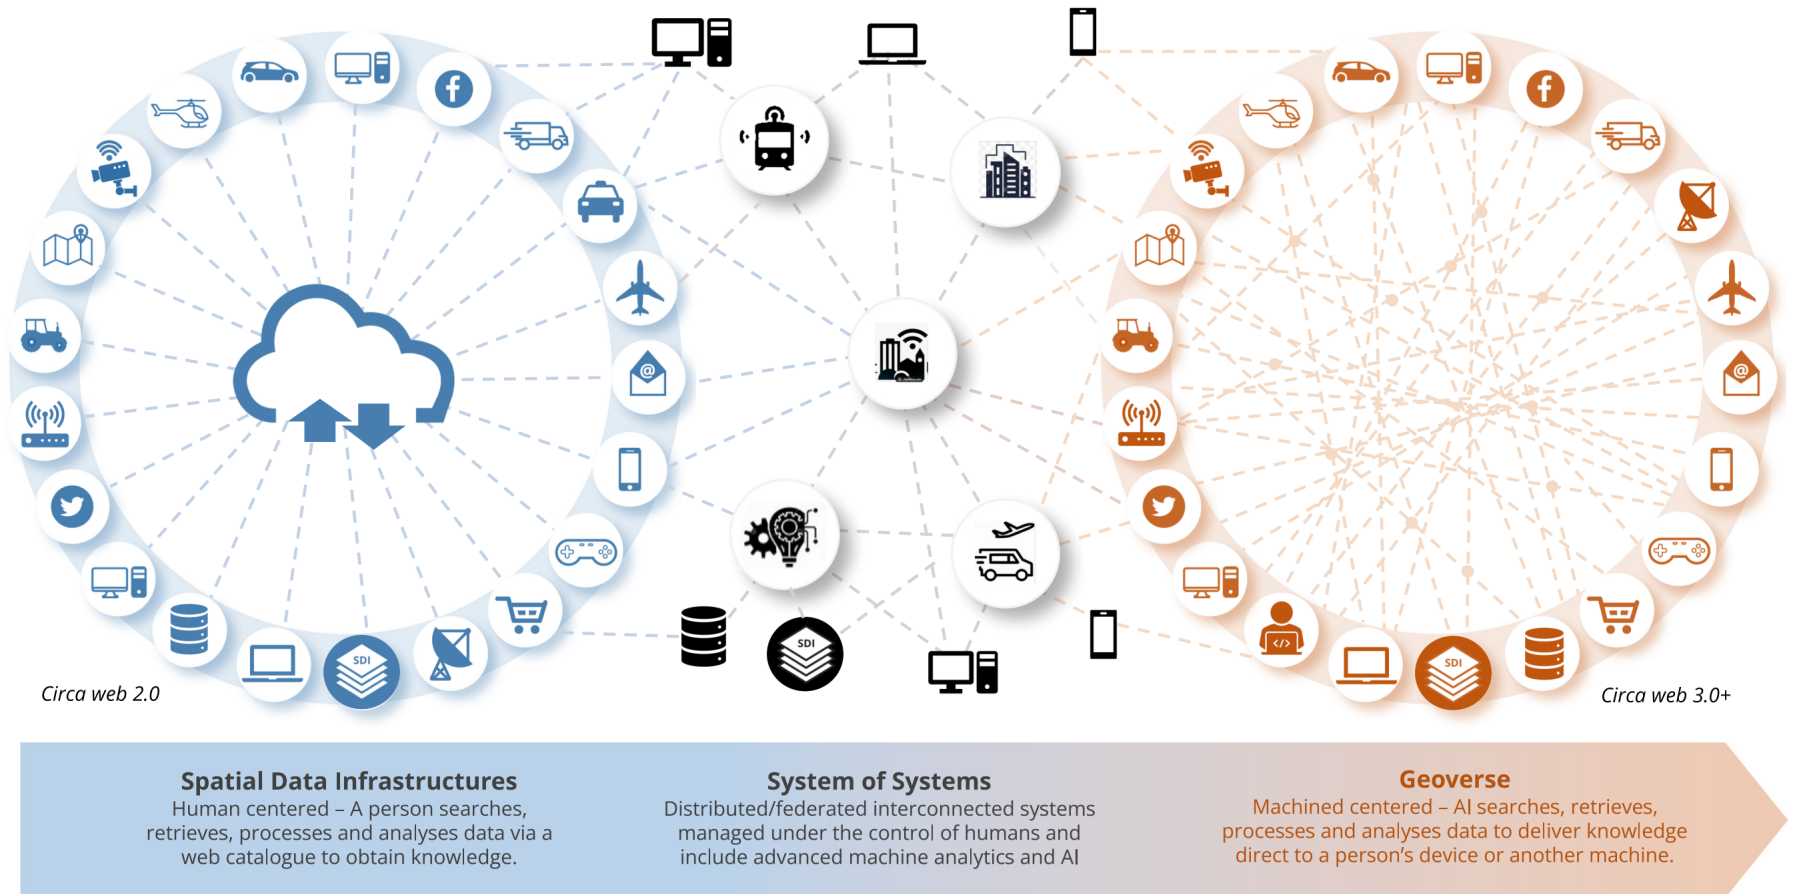 @
@
SDI
SDI
SDI
Circa web 2.0
Circa web 3.0+
Spatial Data Infrastructures
Human centered – A person searches,
retrieves, processes and analyses data via a
web catalogue to obtain knowledge.
System of Systems
Distributed/federated interconnected systems
managed under the control of humans and
include advanced machine analytics and AI
Geoverse
Machined centered – AI searches, retrieves,
processes and analyses data to deliver knowledge
direct to a person's device or another machine.